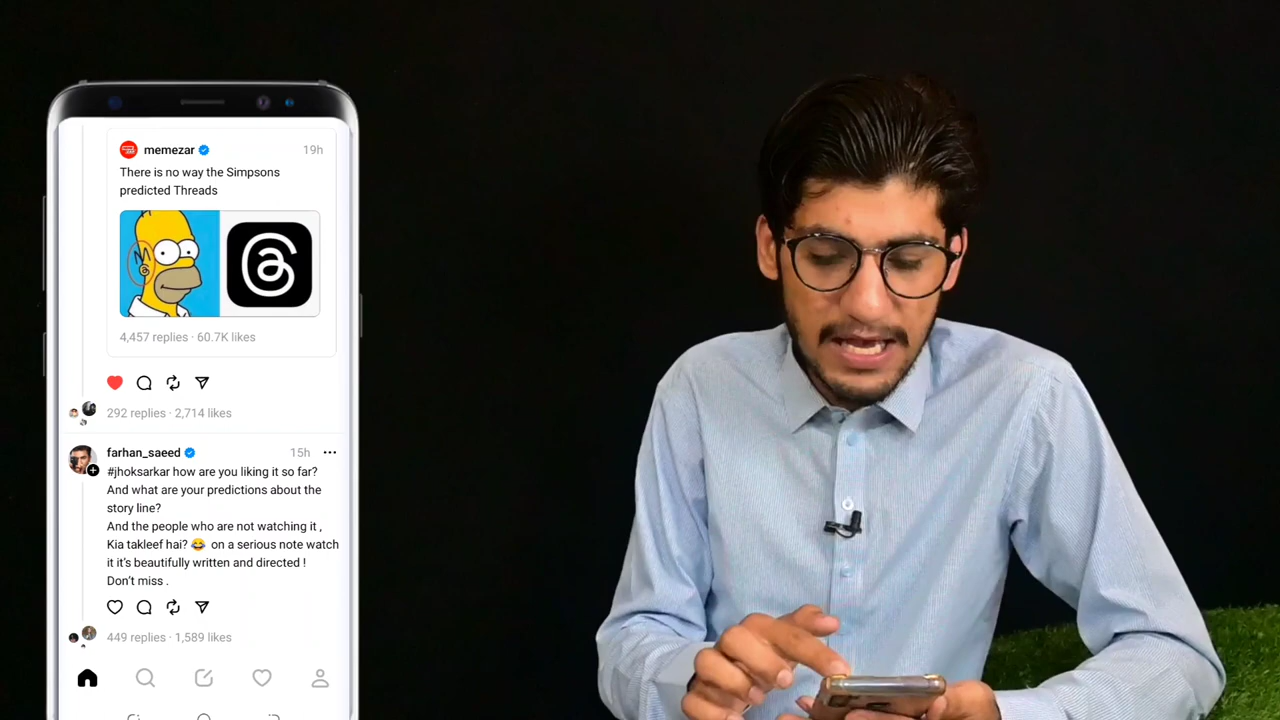 memezar 19h
There is no way the Simpsons
predicted Threads
4,457 replies · 60.7K likes
292 replies · 2,714 likes
farhan_saeed 15h
#jhoksarkar how are you liking it so far?
And what are your predictions about the
story line?
And the people who are not watching it ,
Kia takleef hai? 😂 on a serious note watch
it it’s beautifully written and directed !
Don’t miss .
449 replies · 1,589 likes